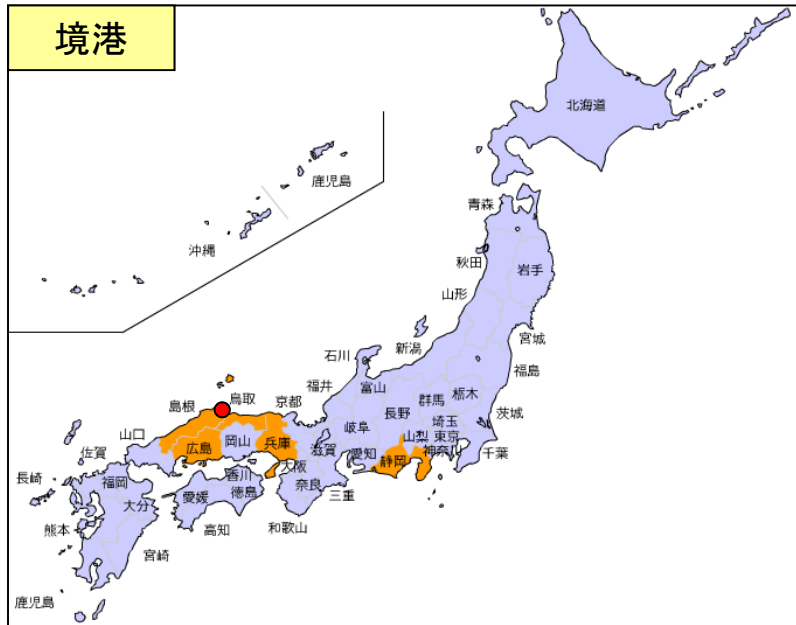 境港
北海道
鹿児島
青森
沖縄
秋田
岩手
山形
宮城
新潟
石川
福島
富山
福井
栃木
群馬
鳥取
京都
島根
長野
茨城
埼玉
岐阜
山口
山梨
東京
広島
岡山
兵庫
滋賀
愛知
神奈川
千葉
佐賀
静岡
大阪
香川
長崎
福岡
奈良
徳島
愛媛
三重
大分
熊本
高知
和歌山
宮崎
鹿児島